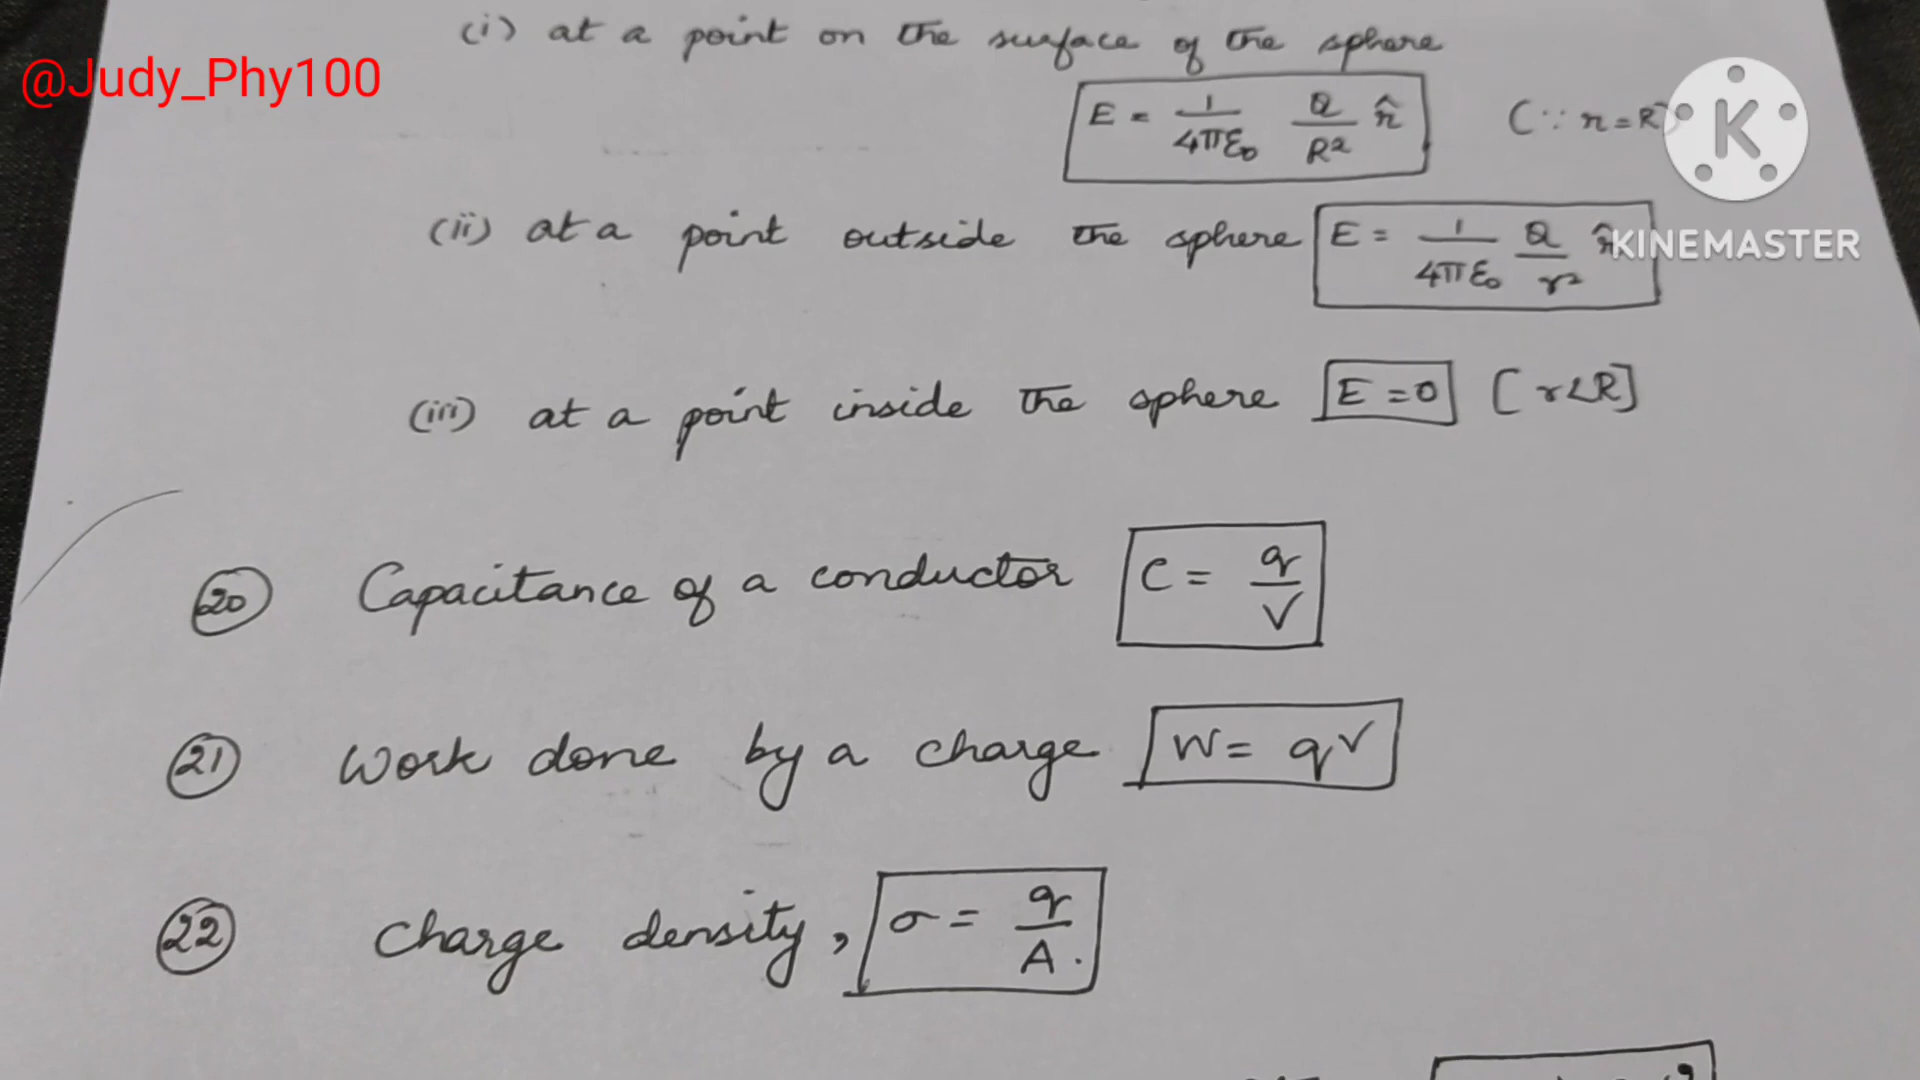 (i) at a point on the surface of the sphere
@Judy_Phy100
E = 1/4πε₀ Q/R² r̂ (∵ r=R)
K
(ii) at a point outside the sphere E = 1/4πε₀ Q/r² r̂
KINEMASTER
(iii) at a point inside the sphere E = 0 [r<R]
20 Capacitance of a conductor C = q/V
21 Work done by a charge W = qV
22 Charge density, σ = q/A.